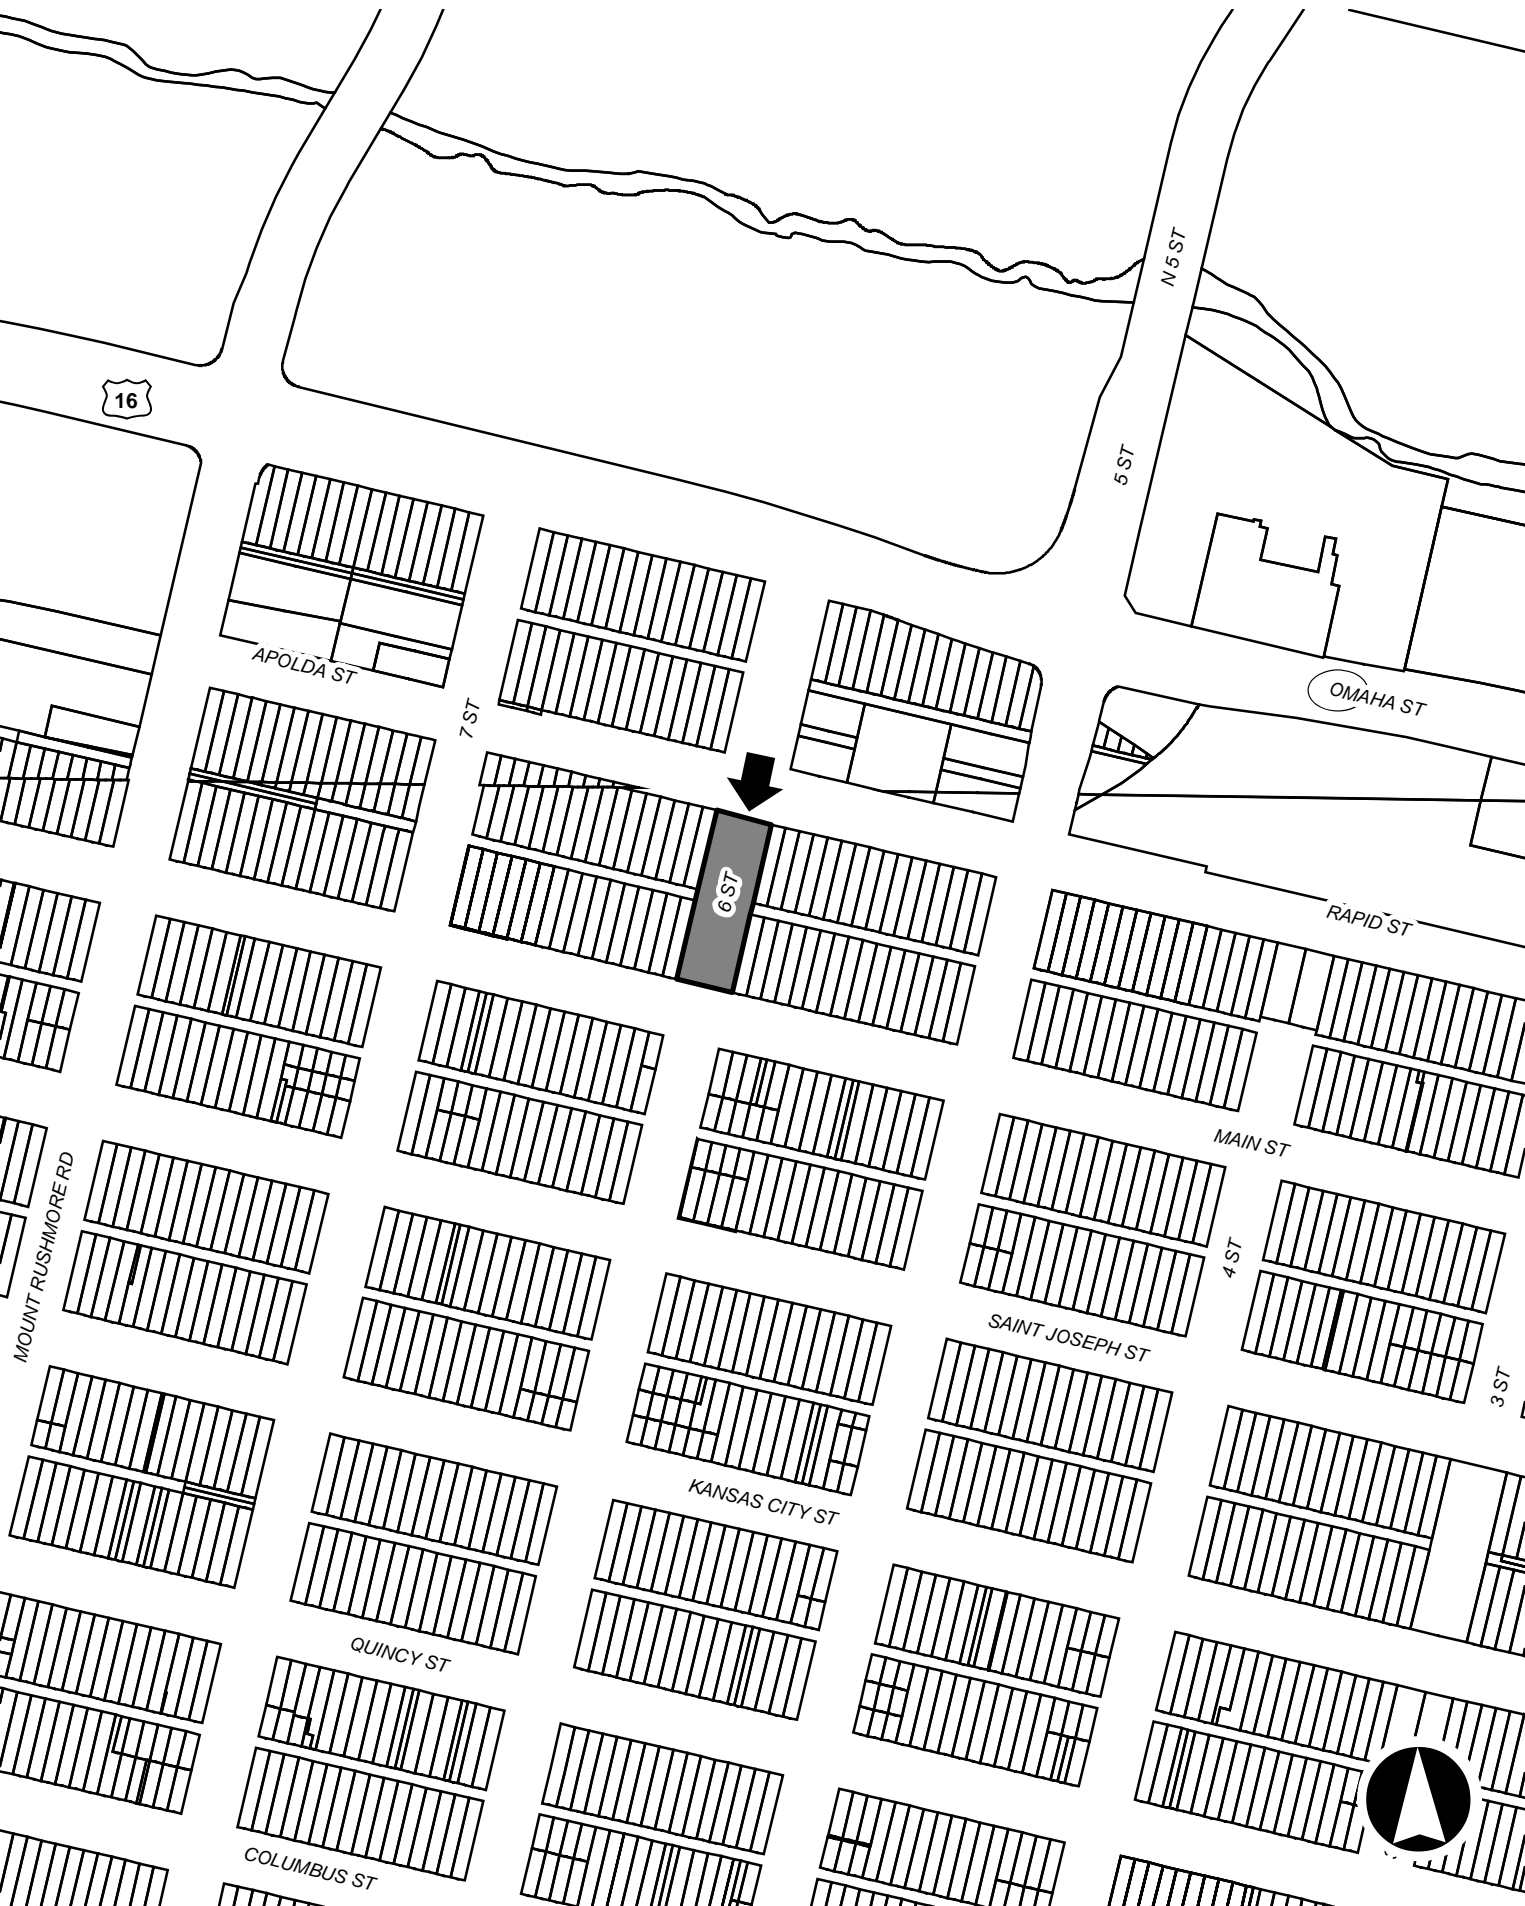 N 5 ST
16
5 ST
APOLDA ST
OMAHA ST
7 ST
6 ST
RAPID ST
MAIN ST
MOUNT RUSHMORE RD
4 ST
SAINT JOSEPH ST
3 ST
KANSAS CITY ST
QUINCY ST
COLUMBUS ST